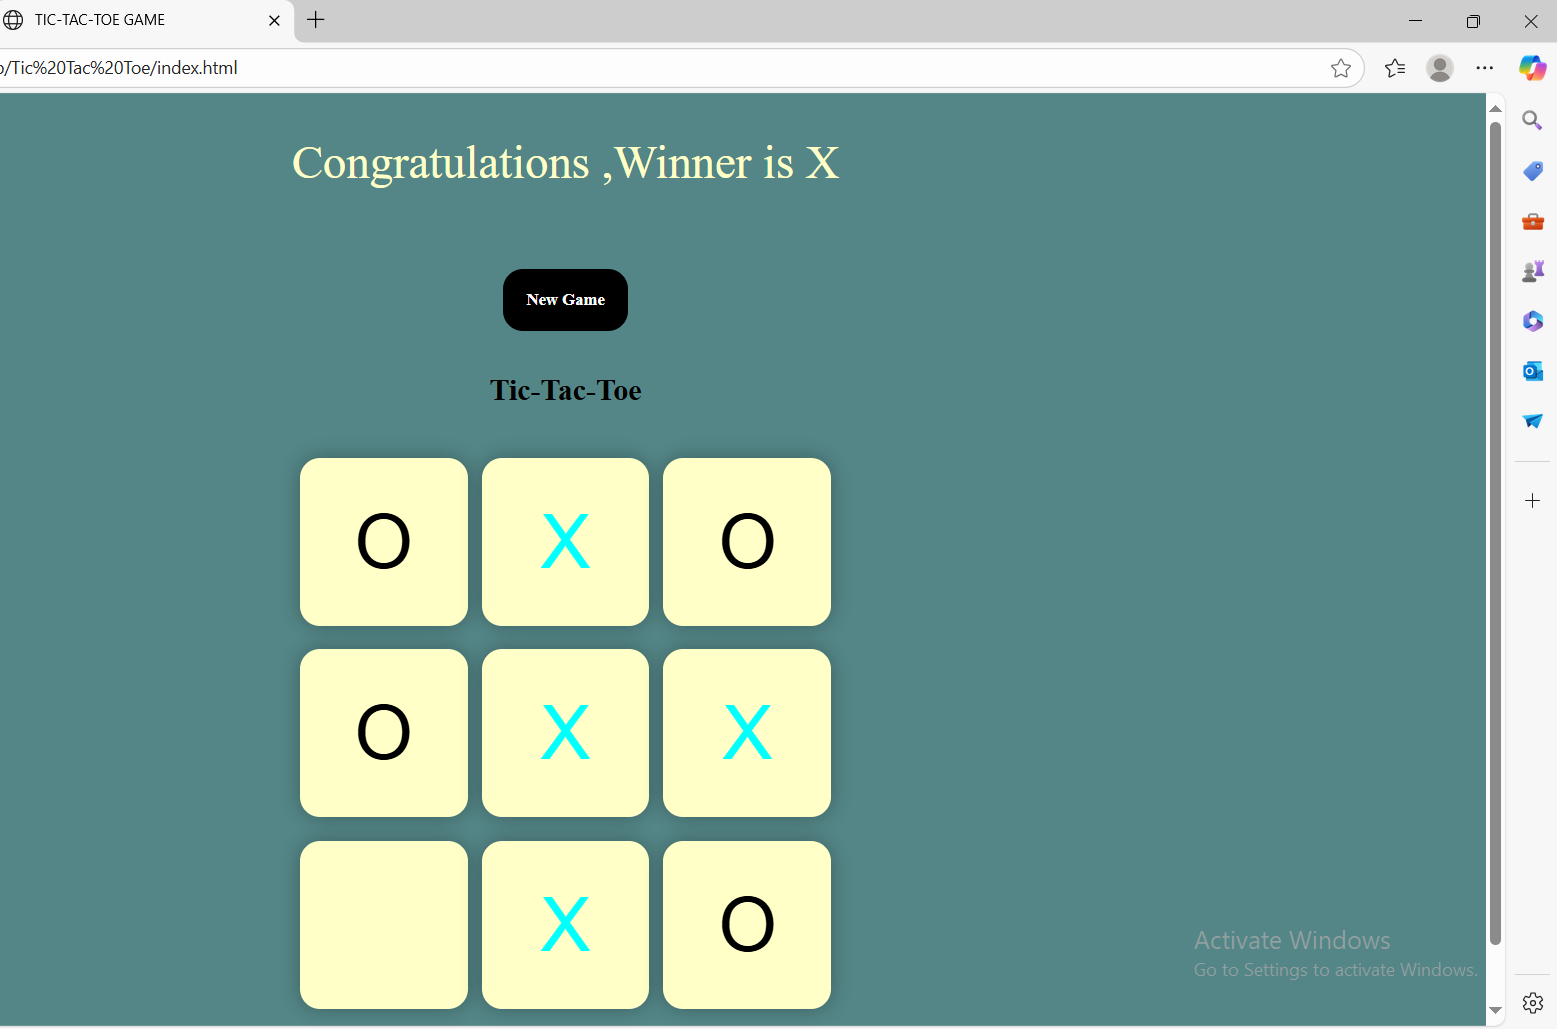 TIC-TAC-TOE GAME
/Tic%20Tac%20Toe/index.html
Congratulations ,Winner is X
New Game
Tic-Tac-Toe
O X O
O X X
X O
Activate Windows
Go to Settings to activate Windows.